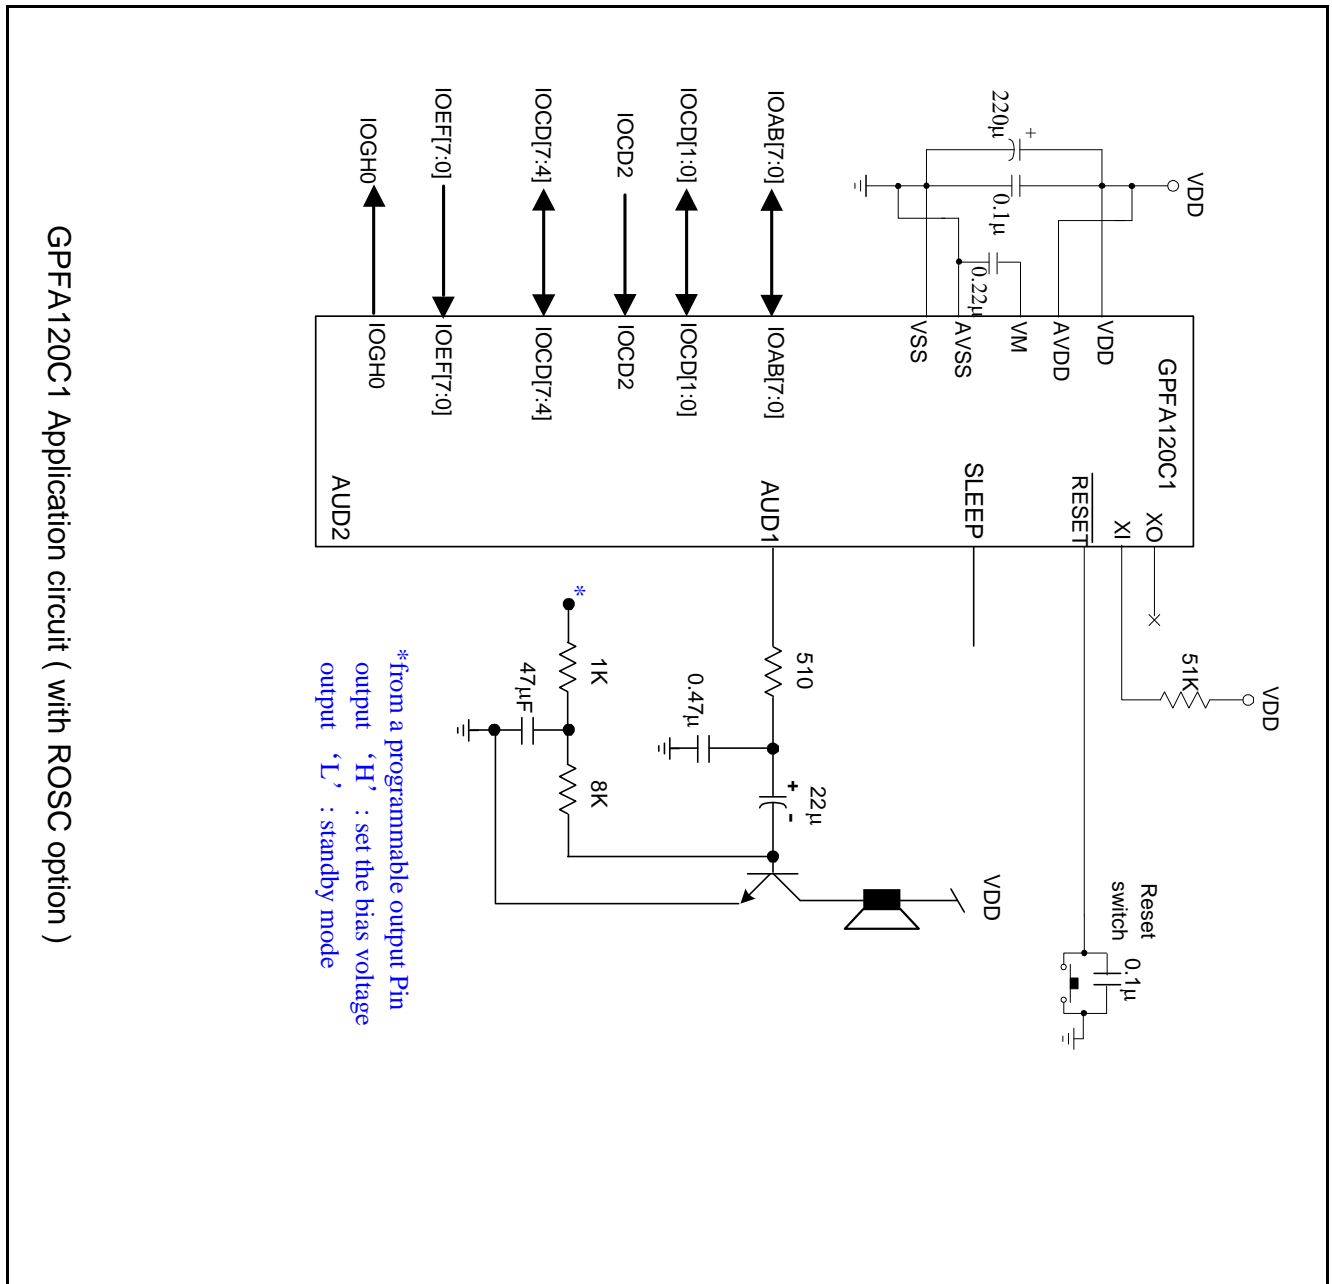 VDD
220μ
+
0.1μ
0.22μ
IOAB[7:0]
IOCD[1:0]
IOCD2
IOCD[7:4]
IOEF[7:0]
IOGH0
VDD
AVDD
VM
AVSS
VSS
IOAB[7:0]
IOCD[1:0]
IOCD2
IOCD[7:4]
IOEF[7:0]
IOGH0
GPFA120C1
XO
XI
RESET
SLEEP
AUD1
AUD2
VDD
51K
Reset
switch
0.1μ
510
0.47μ
22μ
+
-
VDD
*
1K
47μF
8K
*from a programmable output Pin
output ‘H’ : set the bias voltage
output ‘L’ : standby mode
GPFA120C1 Application circuit ( with ROSC option )